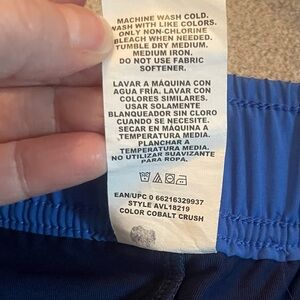 MACHINE WASH COLD.
WASH WITH LIKE COLORS.
ONLY NON-CHLORINE
BLEACH WHEN NEEDED.
TUMBLE DRY MEDIUM.
MEDIUM IRON.
DO NOT USE FABRIC
SOFTENER.
LAVAR A MÁQUINA CON
AGUA FRÍA. LAVAR CON
COLORES SIMILARES.
USAR SOLAMENTE
BLANQUEADOR SIN CLORO
CUANDO SE NECESITE.
SECAR EN MÁQUINA A
TEMPERATURA MEDIA.
PLANCHAR A
TEMPERATURA MEDIA.
NO UTILIZAR SUAVIZANTE
PARA ROPA.
EAN/UPC 0 66216329937
STYLE AVL18219
COLOR COBALT CRUSH